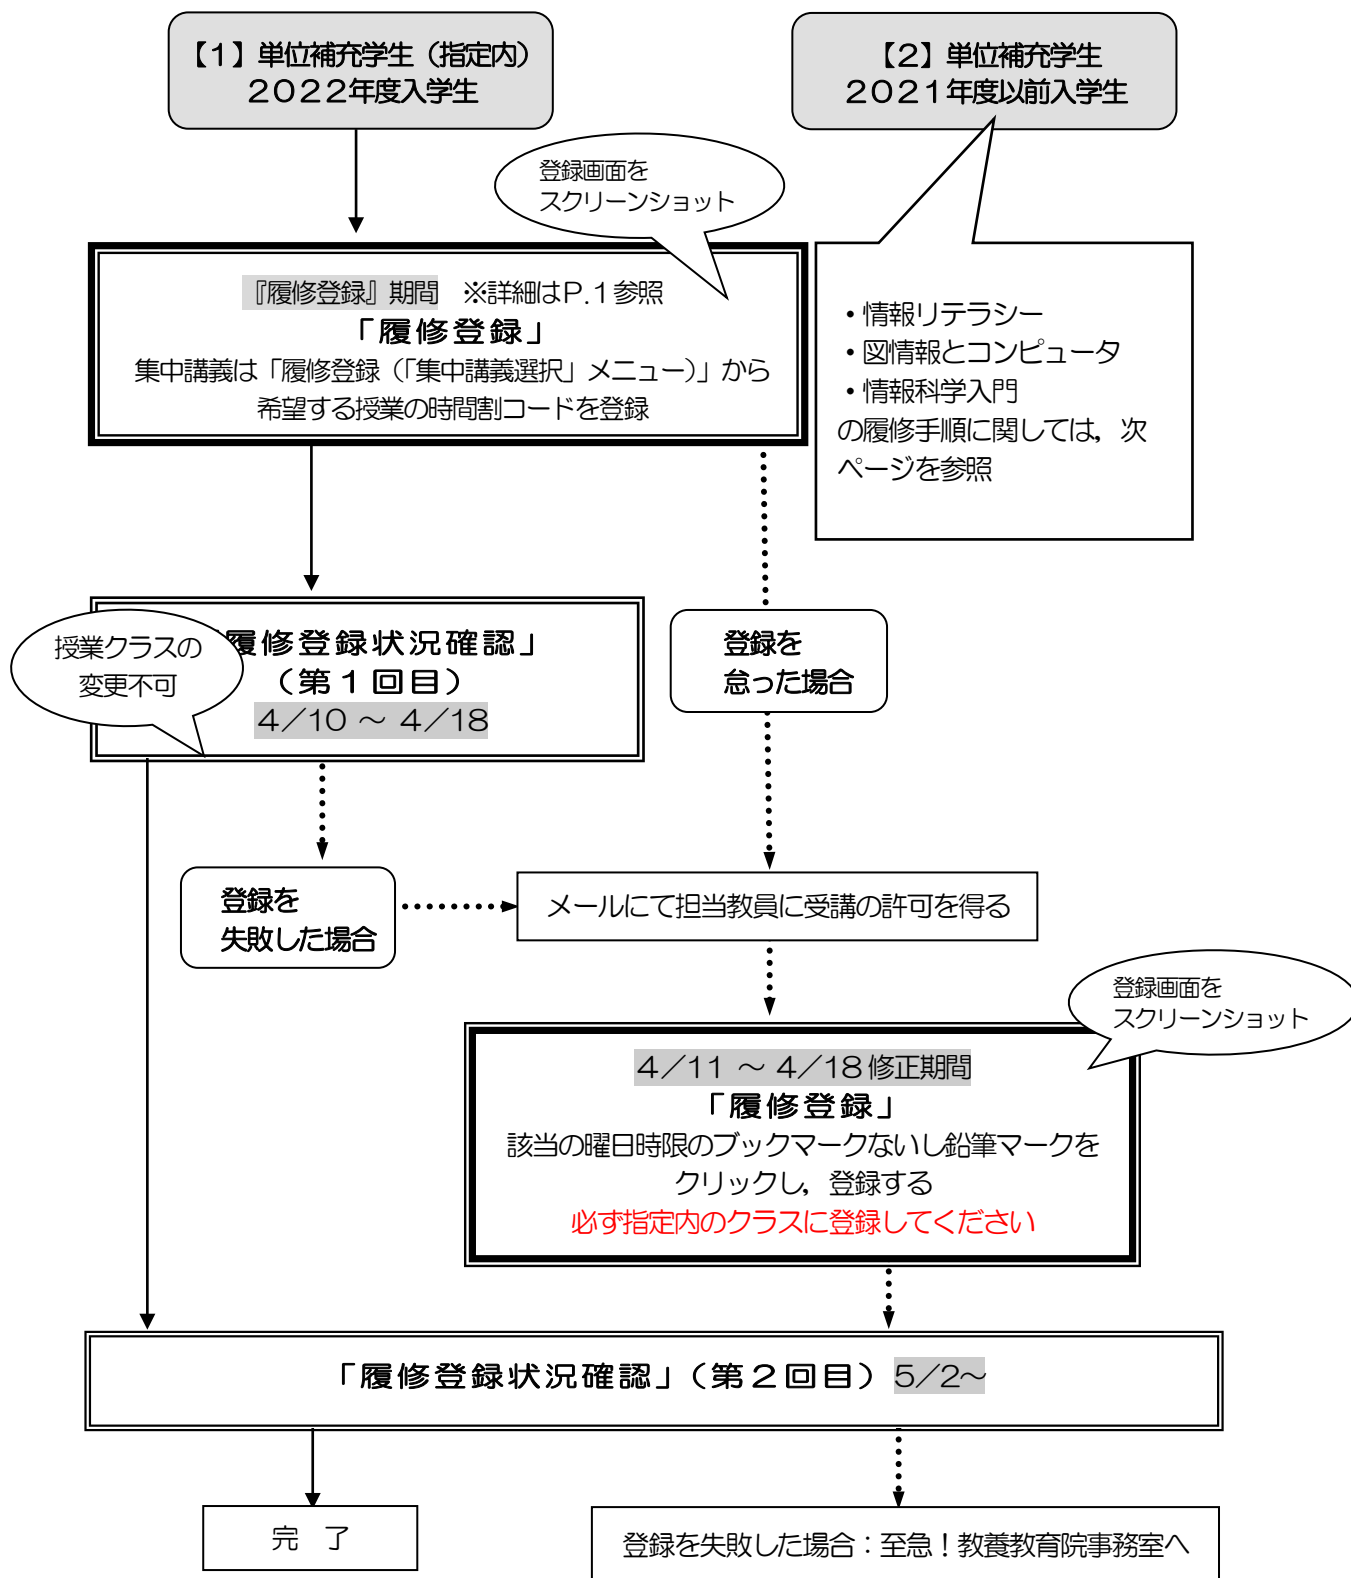 【１】単位補充学生（指定内）
２０２２年度入学生
【２】単位補充学生
２０２１年度以前入学生
登録画面を
スクリーンショット
『履修登録』期間　※詳細はＰ.１参照
「履修登録」
集中講義は「履修登録（「集中講義選択」メニュー）」から
希望する授業の時間割コードを登録
・情報リテラシー
・図情報とコンピュータ
・情報科学入門
の履修手順に関しては，次
ページを参照
授業クラスの
変更不可
履修登録状況確認」
（第１回目）
４／１０ ～ ４／１８
登録を
怠った場合
登録を
失敗した場合
メールにて担当教員に受講の許可を得る
登録画面を
スクリーンショット
４／１１ ～ ４／１８修正期間
「履修登録」
該当の曜日時限のブックマークないし鉛筆マークを
クリックし，登録する
必ず指定内のクラスに登録してください
「履修登録状況確認」（第２回目）５／２～
完　了
登録を失敗した場合：至急！教養教育院事務室へ